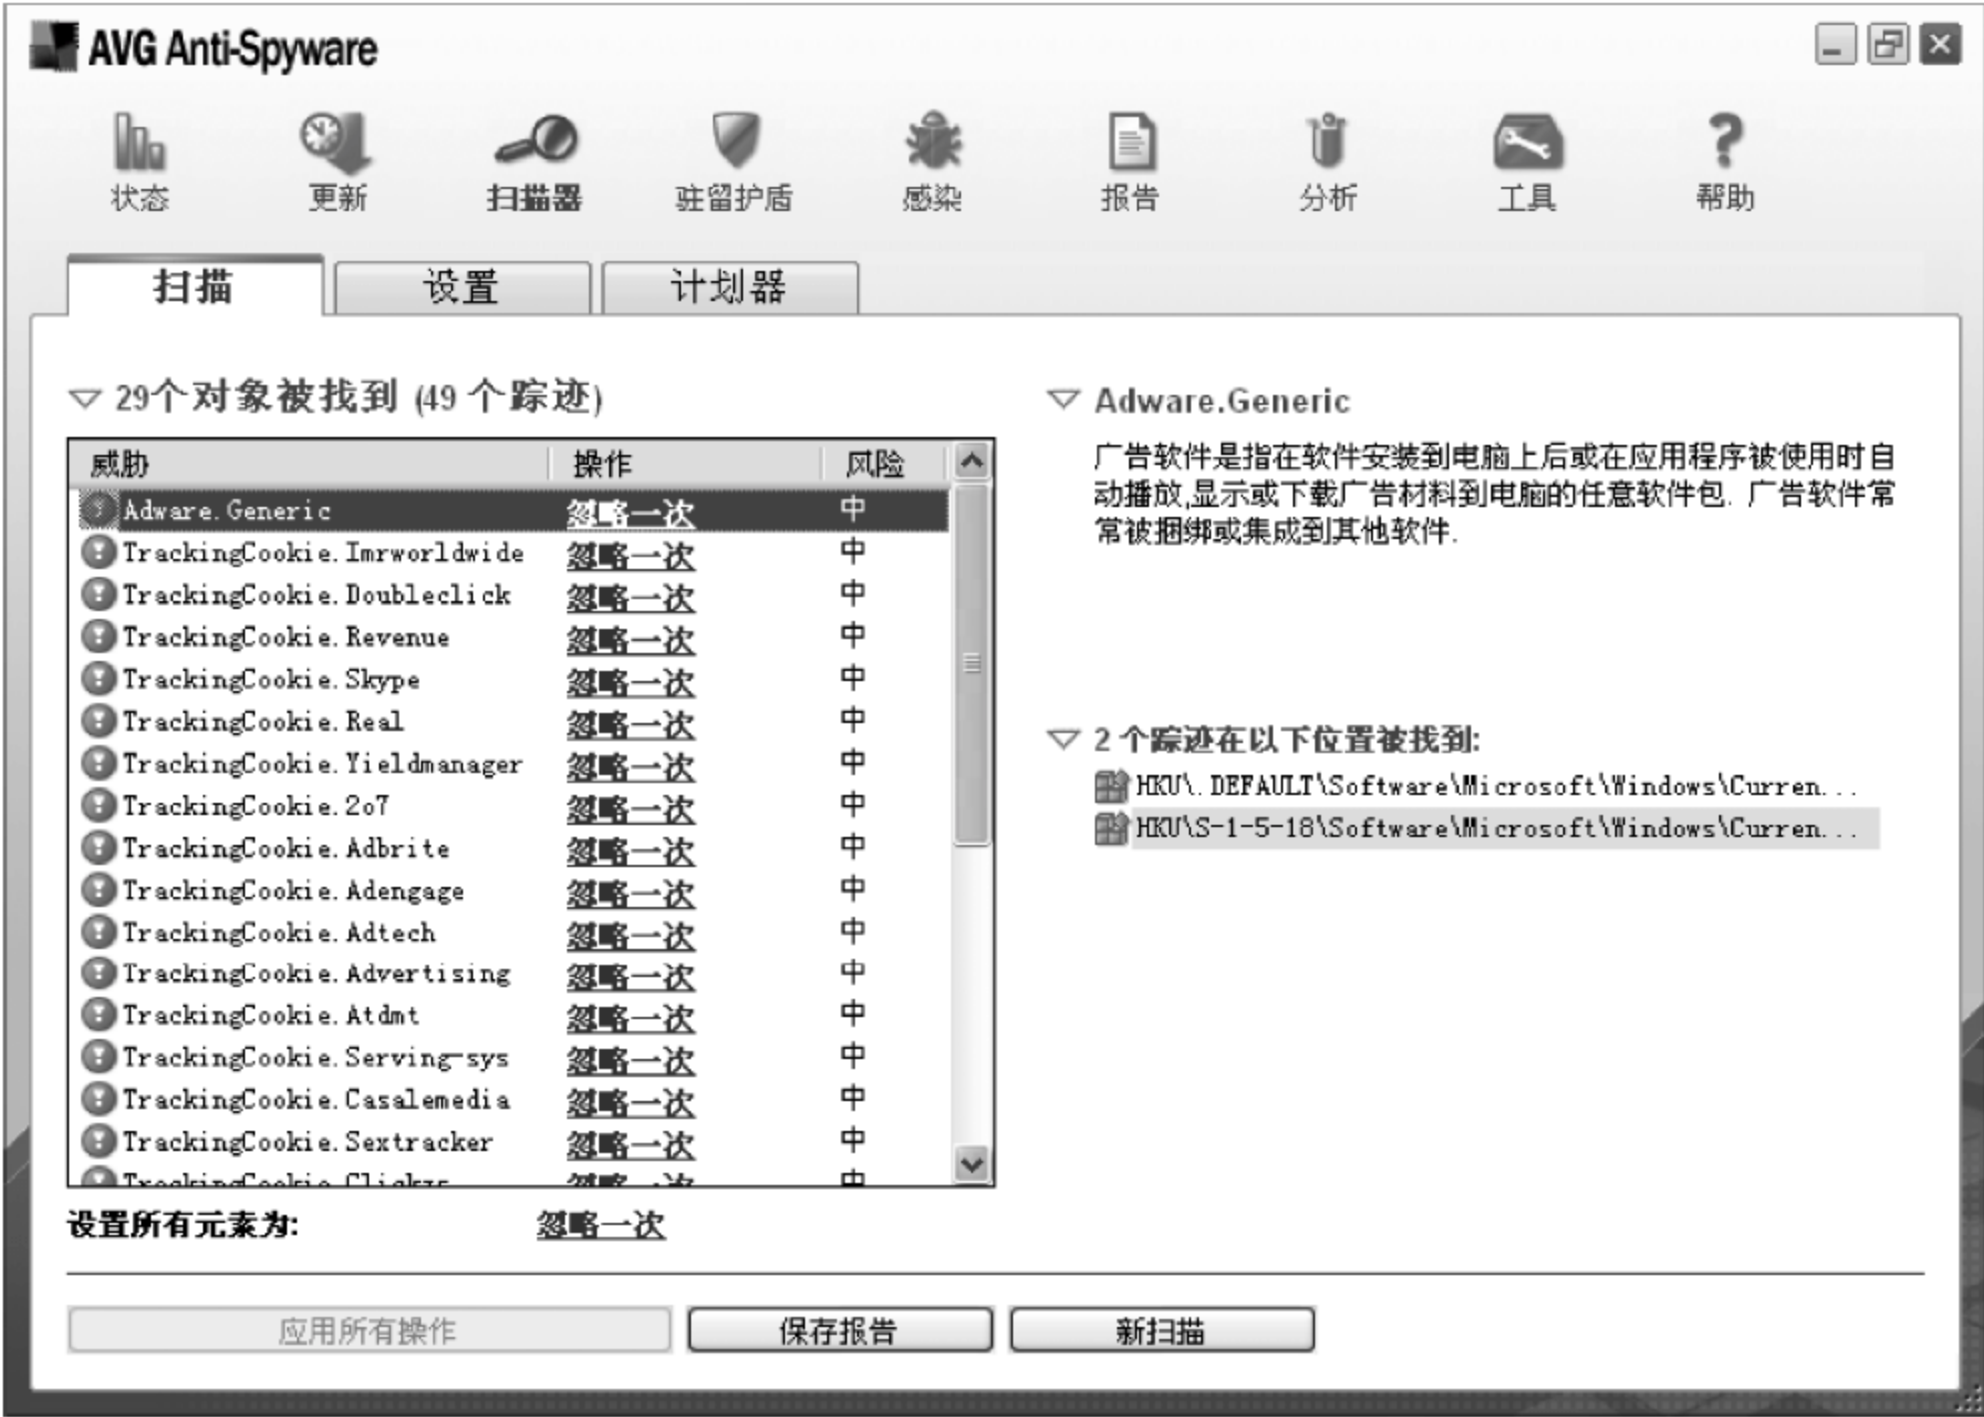 AVG Anti-Spyware
状态 更新 扫描器 驻留护盾 感染 报告 分析 工具 帮助
扫描 设置 计划器
29个对象被找到 (49 个踪迹)
威胁 操作 风险
Adware.Generic 忽略一次 中
TrackingCookie.Imrworldwide 忽略一次 中
TrackingCookie.Doubleclick 忽略一次 中
TrackingCookie.Revenue 忽略一次 中
TrackingCookie.Skype 忽略一次 中
TrackingCookie.Real 忽略一次 中
TrackingCookie.Yieldmanager 忽略一次 中
TrackingCookie.2o7 忽略一次 中
TrackingCookie.Adbrite 忽略一次 中
TrackingCookie.Adengage 忽略一次 中
TrackingCookie.Adtech 忽略一次 中
TrackingCookie.Advertising 忽略一次 中
TrackingCookie.Atdmt 忽略一次 中
TrackingCookie.Serving-sys 忽略一次 中
TrackingCookie.Casalemedia 忽略一次 中
TrackingCookie.Sextracker 忽略一次 中
设置所有元素为: 忽略一次
Adware.Generic
广告软件是指在软件安装到电脑上后或在应用程序被使用时自
动播放,显示或下载广告材料到电脑的任意软件包. 广告软件常
常被捆绑或集成到其他软件.
2 个踪迹在以下位置被找到:
HKU\.DEFAULT\Software\Microsoft\Windows\Curren...
HKU\S-1-5-18\Software\Microsoft\Windows\Curren...
应用所有操作 保存报告 新扫描